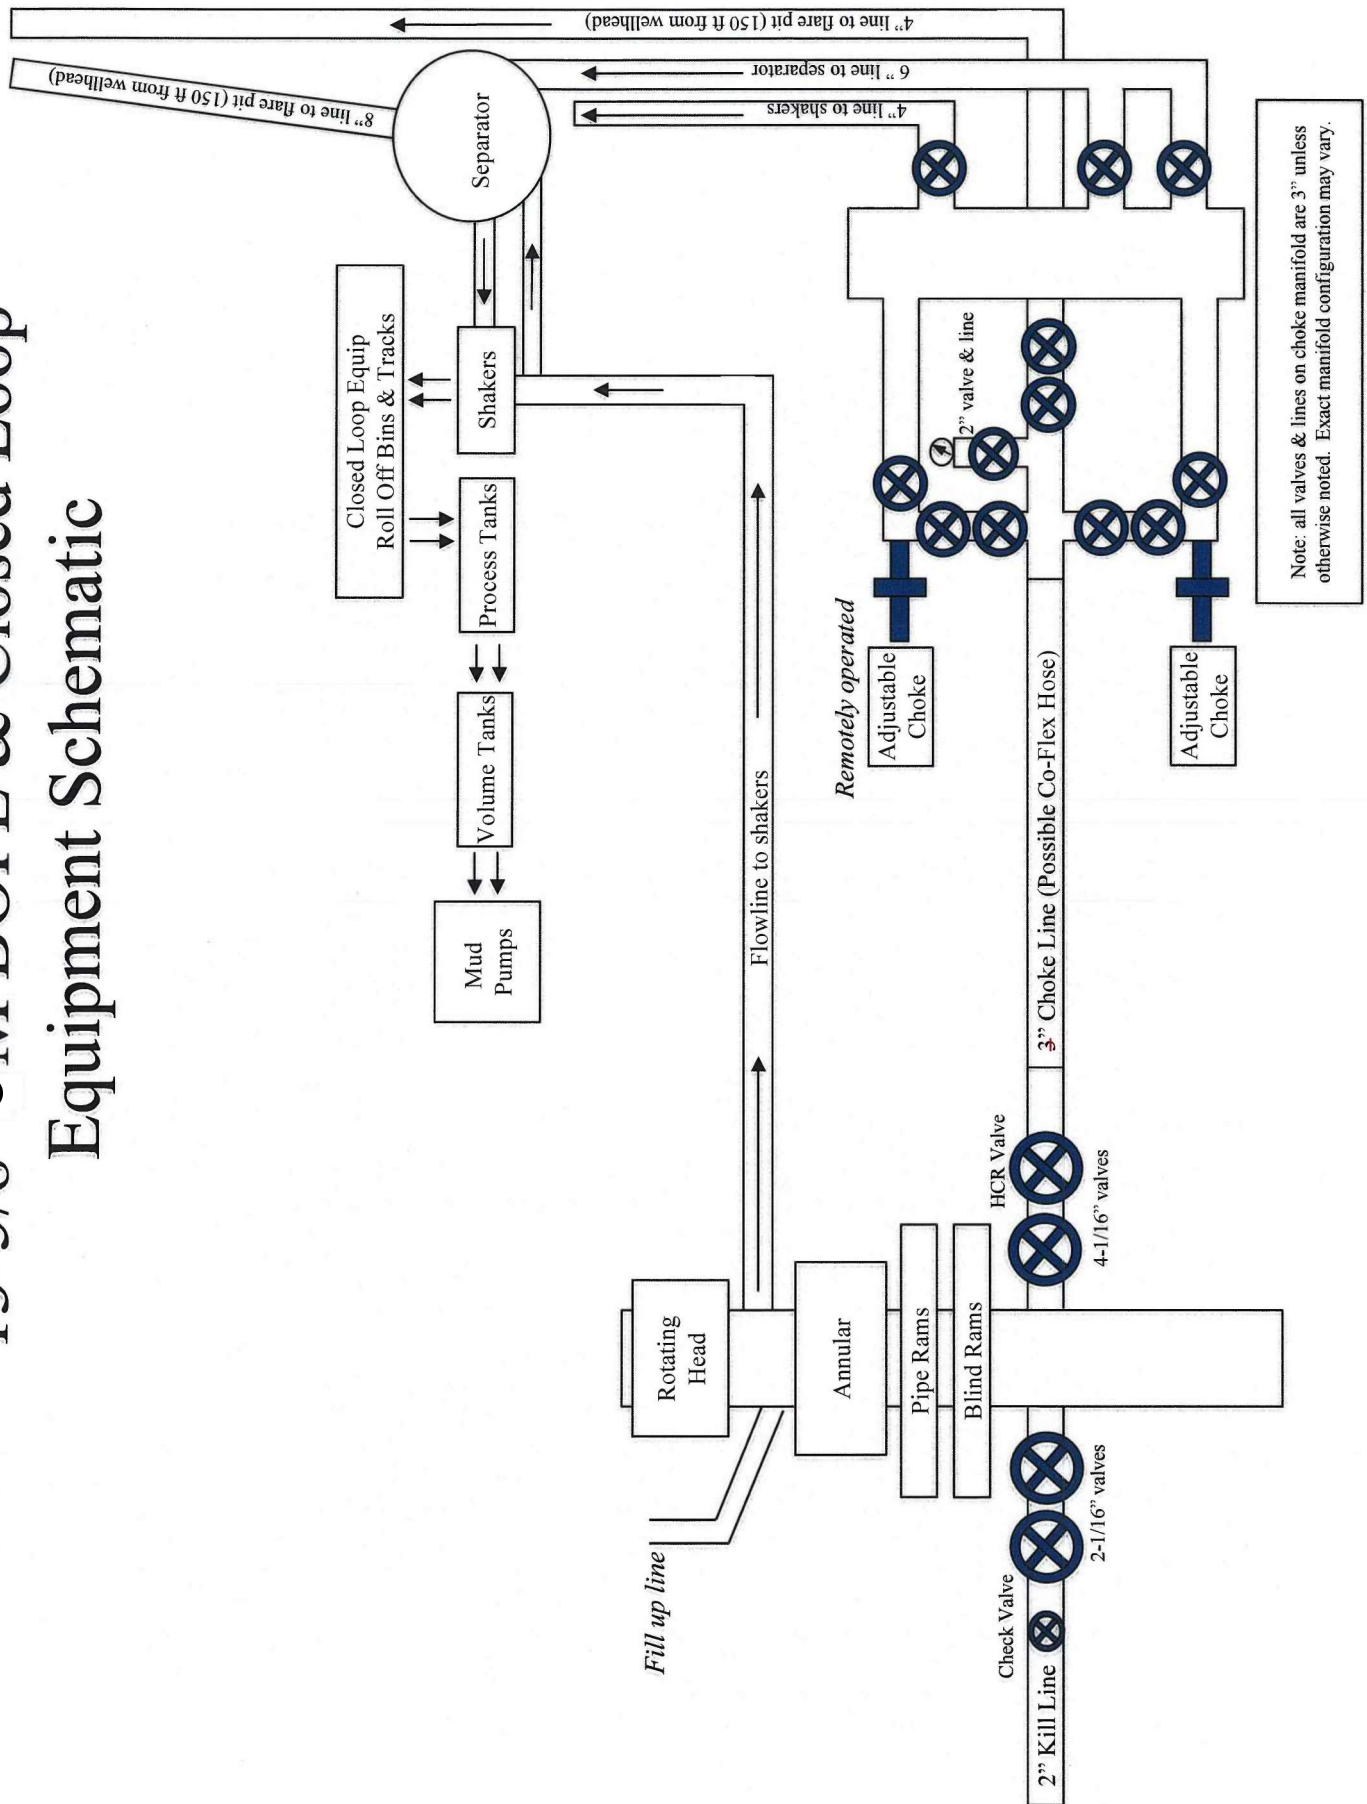 BOPE & Closed Loop
Equipment Schematic
Closed Loop Equip
Roll Off Bins & Tracks
8” line to flare pit (150 ft from wellhead)
4” line to flare pit (150 ft from wellhead)
Mud
Pumps
Volume Tanks
Process Tanks
Shakers
Separator
6” line to separator
4” line to shakers
Fill up line
Rotating
Head
Flowline to shakers
Annular
Pipe Rams
Blind Rams
Remotely operated
Adjustable
Choke
2” valve & line
Check Valve
HCR Valve
2” Kill Line
3” Choke Line (Possible Co-Flex Hose)
2-1/16” valves
4-1/16” valves
Adjustable
Choke
Note: all valves & lines on choke manifold are 3” unless
otherwise noted. Exact manifold configuration may vary.